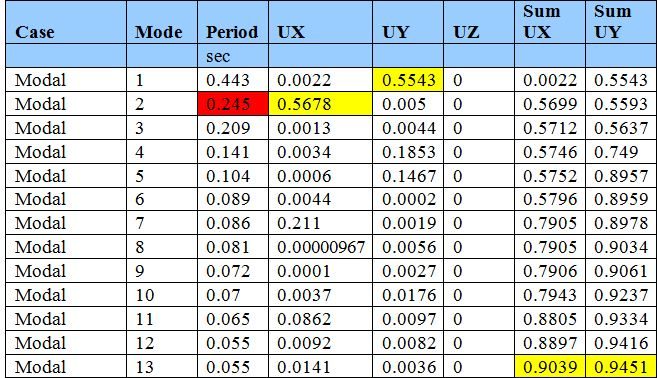 Case Mode Period UX UY UZ Sum UX Sum UY
sec
Modal 1 0.443 0.0022 0.5543 0 0.0022 0.5543
Modal 2 0.245 0.5678 0.005 0 0.5699 0.5593
Modal 3 0.209 0.0013 0.0044 0 0.5712 0.5637
Modal 4 0.141 0.0034 0.1853 0 0.5746 0.749
Modal 5 0.104 0.0006 0.1467 0 0.5752 0.8957
Modal 6 0.089 0.0044 0.0002 0 0.5796 0.8959
Modal 7 0.086 0.211 0.0019 0 0.7905 0.8978
Modal 8 0.081 0.00000967 0.0056 0 0.7905 0.9034
Modal 9 0.072 0.0001 0.0027 0 0.7906 0.9061
Modal 10 0.07 0.0037 0.0176 0 0.7943 0.9237
Modal 11 0.065 0.0862 0.0097 0 0.8805 0.9334
Modal 12 0.055 0.0092 0.0082 0 0.8897 0.9416
Modal 13 0.055 0.0141 0.0036 0 0.9039 0.9451